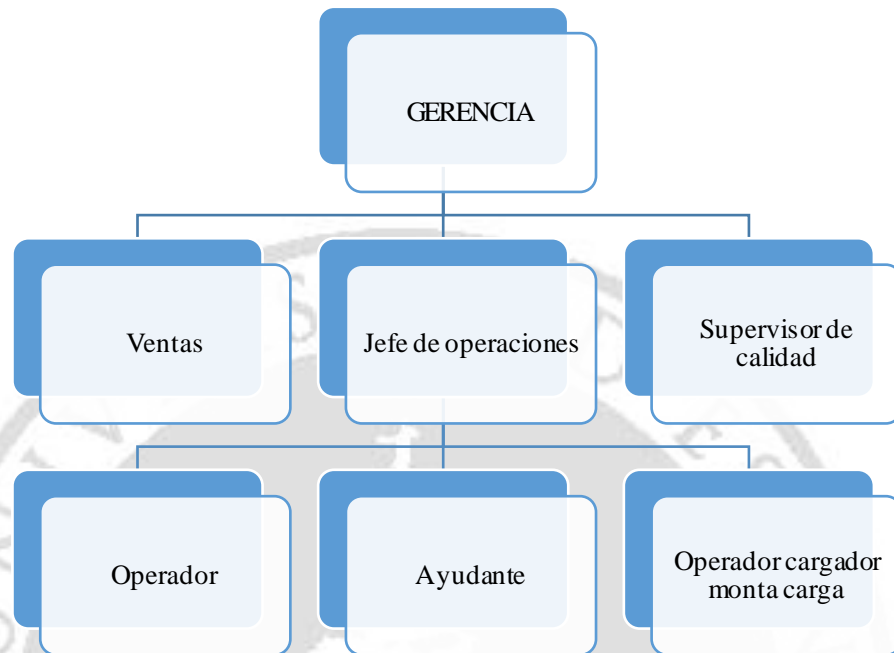 GERENCIA
Ventas
Jefe de operaciones
Supervisor de
calidad
Operador
Ayudante
Operador cargador
monta carga